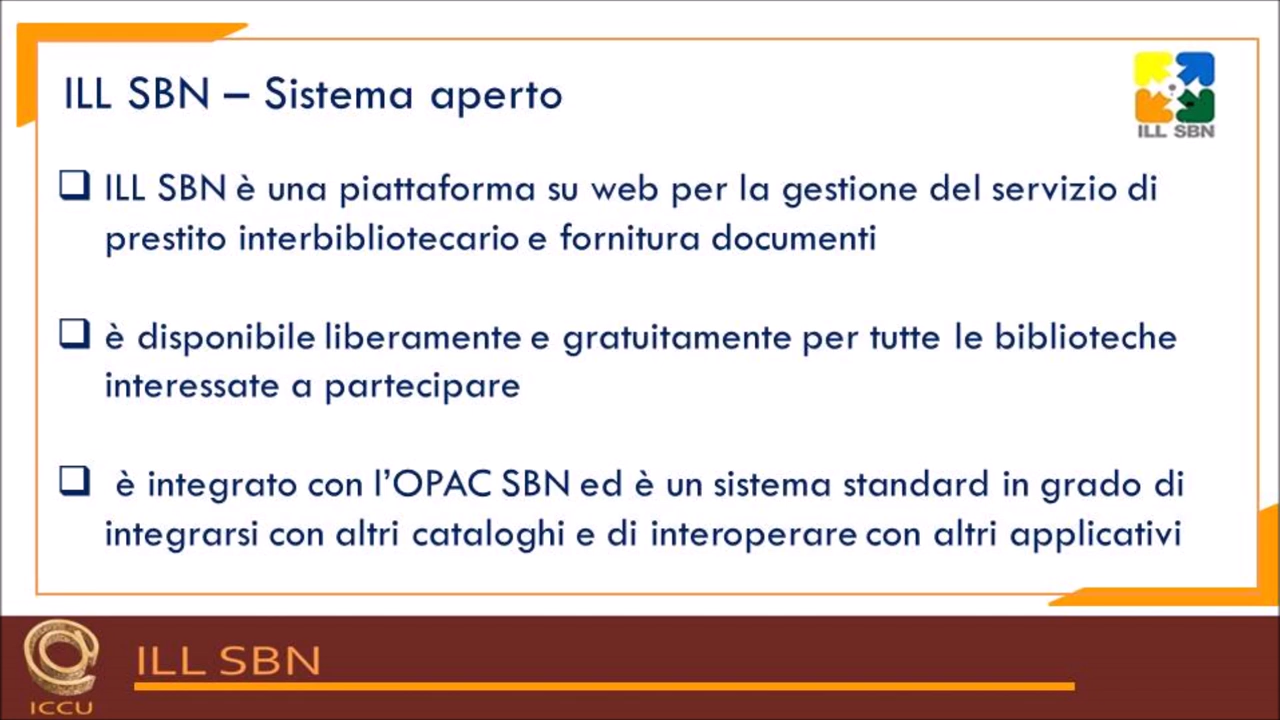 ILL SBN – Sistema aperto
ILL SBN
ILL SBN è una piattaforma su web per la gestione del servizio di
prestito interbibliotecario e fornitura documenti
è disponibile liberamente e gratuitamente per tutte le biblioteche
interessate a partecipare
è integrato con l'OPAC SBN ed è un sistema standard in grado di
integrarsi con altri cataloghi e di interoperare con altri applicativi
ILL SBN
ICCU